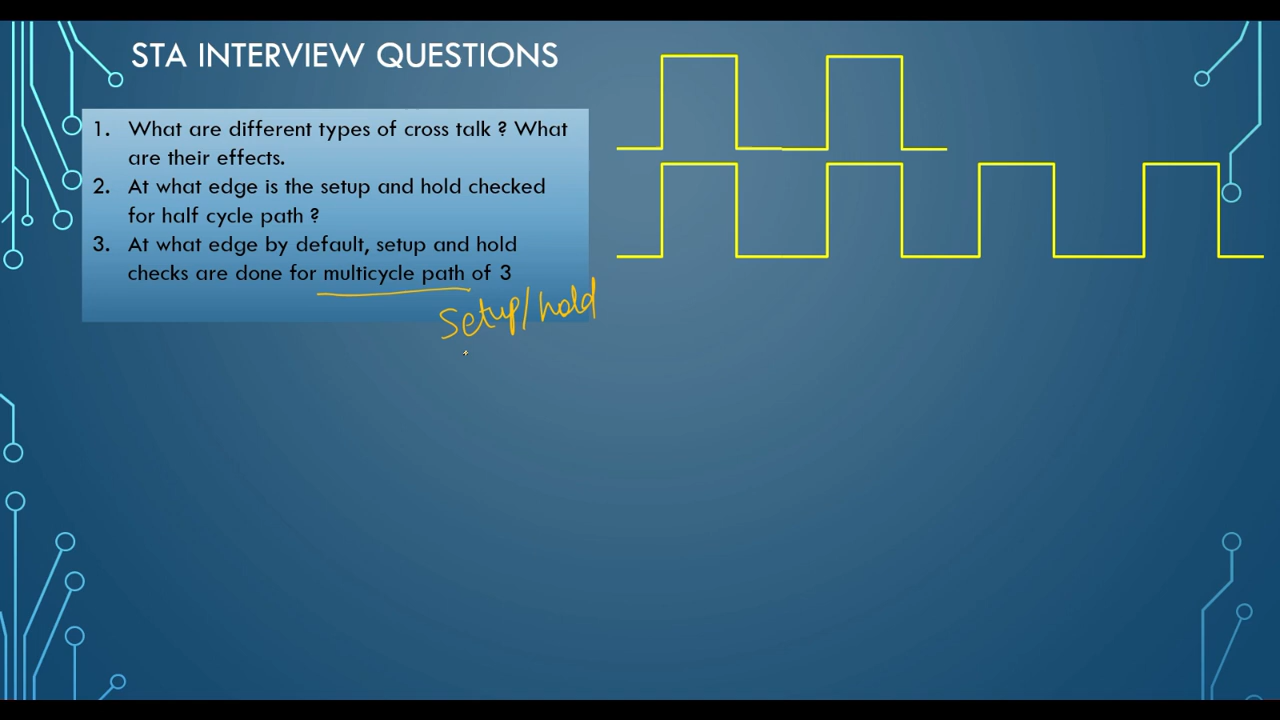 STA INTERVIEW QUESTIONS
1. What are different types of cross talk ? What
are their effects.
2. At what edge is the setup and hold checked
for half cycle path ?
3. At what edge by default, setup and hold
checks are done for multicycle path of 3
Setup/hold